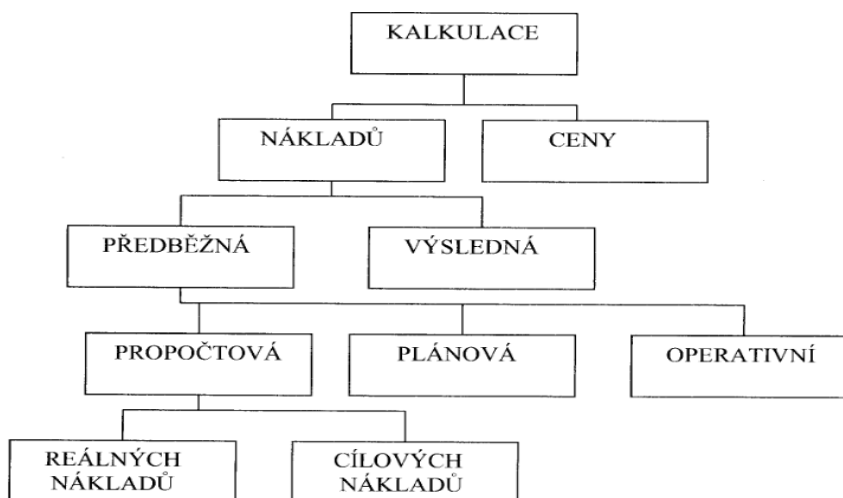 KALKULACE
NÁKLADŮ
CENY
PŘEDBĚŽNÁ
VÝSLEDNÁ
PROPOČTOVÁ
PLÁNOVÁ
OPERATIVNÍ
REÁLNÝCH
NÁKLADŮ
CÍLOVÝCH
NÁKLADŮ